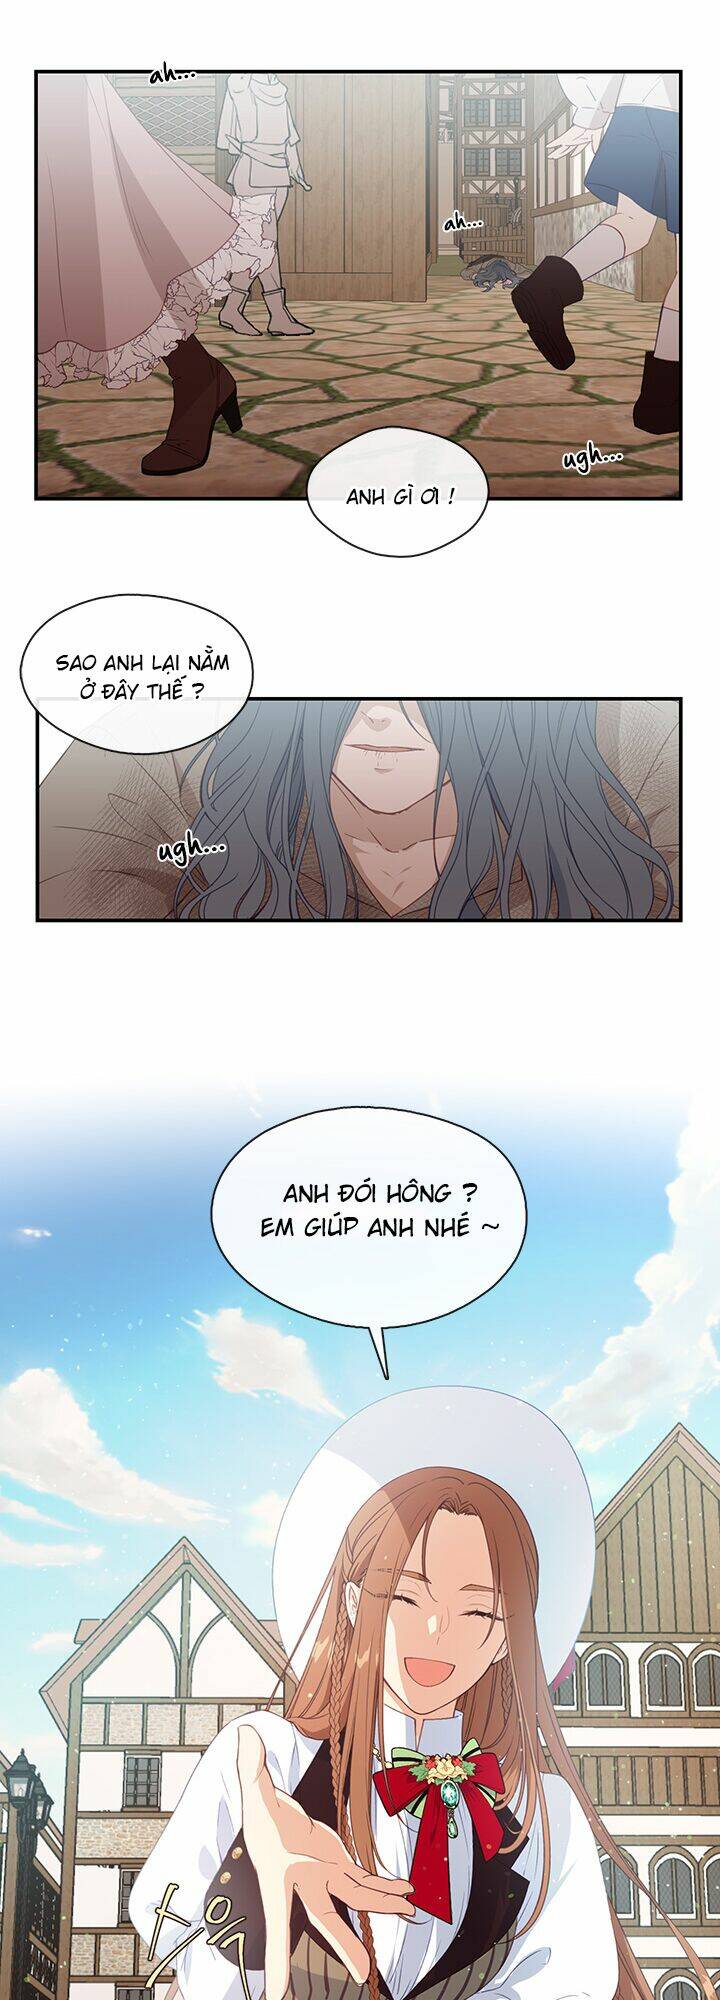 ah...
ah...
ugh...
ANH GÌ ƠI !
SAO ANH LẠI NẰM
Ở ĐÂY THẾ ?
ugh...
ANH ĐÓI HÔNG ?
EM GIÚP ANH NHÉ ~